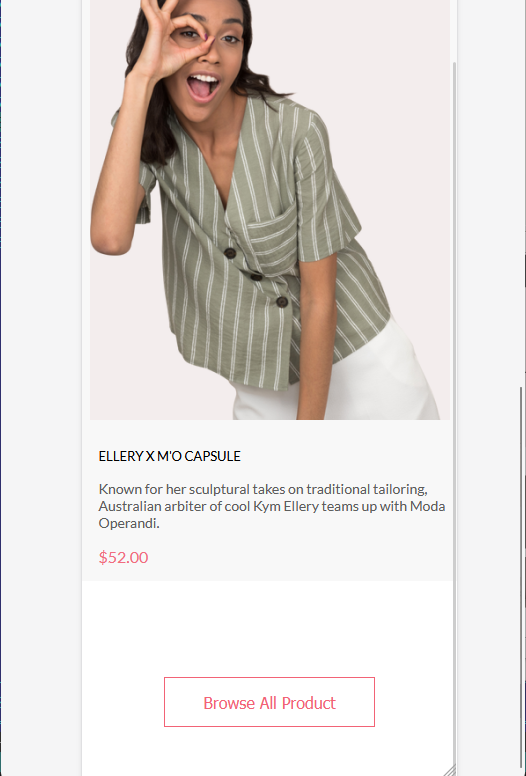 ELLERY X M'O CAPSULE
Known for her sculptural takes on traditional tailoring,
Australian arbiter of cool Kym Ellery teams up with Moda
Operandi.
$52.00
Browse All Product